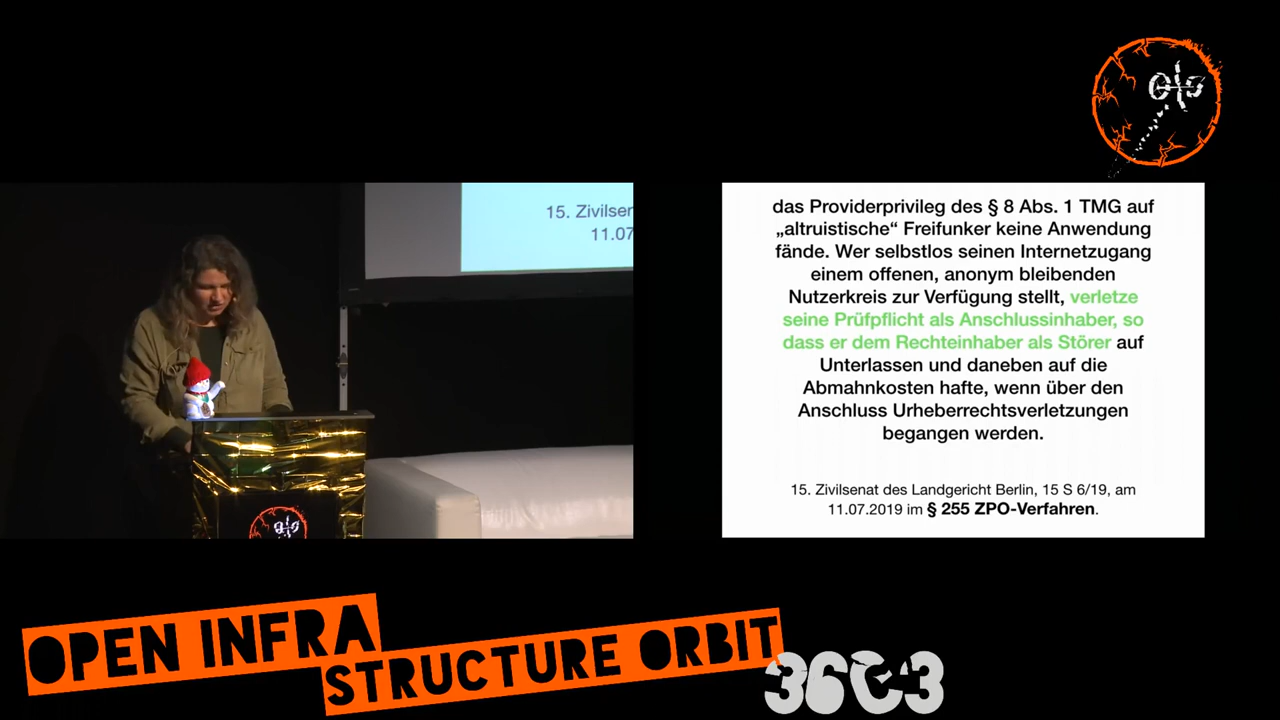 15. Zivilsen
11.07
das Providerprivileg des § 8 Abs. 1 TMG auf
„altruistische“ Freifunker keine Anwendung
fände. Wer selbstlos seinen Internetzugang
einem offenen, anonym bleibenden
Nutzerkreis zur Verfügung stellt, verletze
seine Prüfpflicht als Anschlussinhaber, so
dass er dem Rechteinhaber als Störer auf
Unterlassen und daneben auf die
Abmahnkosten hafte, wenn über den
Anschluss Urheberrechtsverletzungen
begangen werden.
15. Zivilsenat des Landgericht Berlin, 15 S 6/19, am
11.07.2019 im § 255 ZPO-Verfahren.
OPEN INFRA
STRUCTURE ORBIT
36C3